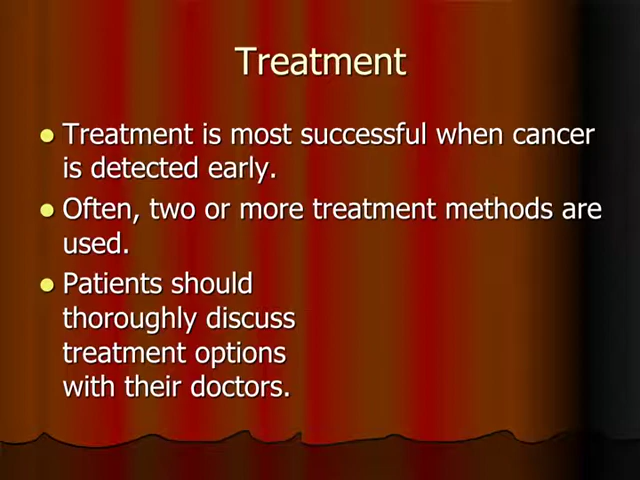 Treatment
Treatment is most successful when cancer
is detected early.
Often, two or more treatment methods are
used.
Patients should
thoroughly discuss
treatment options
with their doctors.